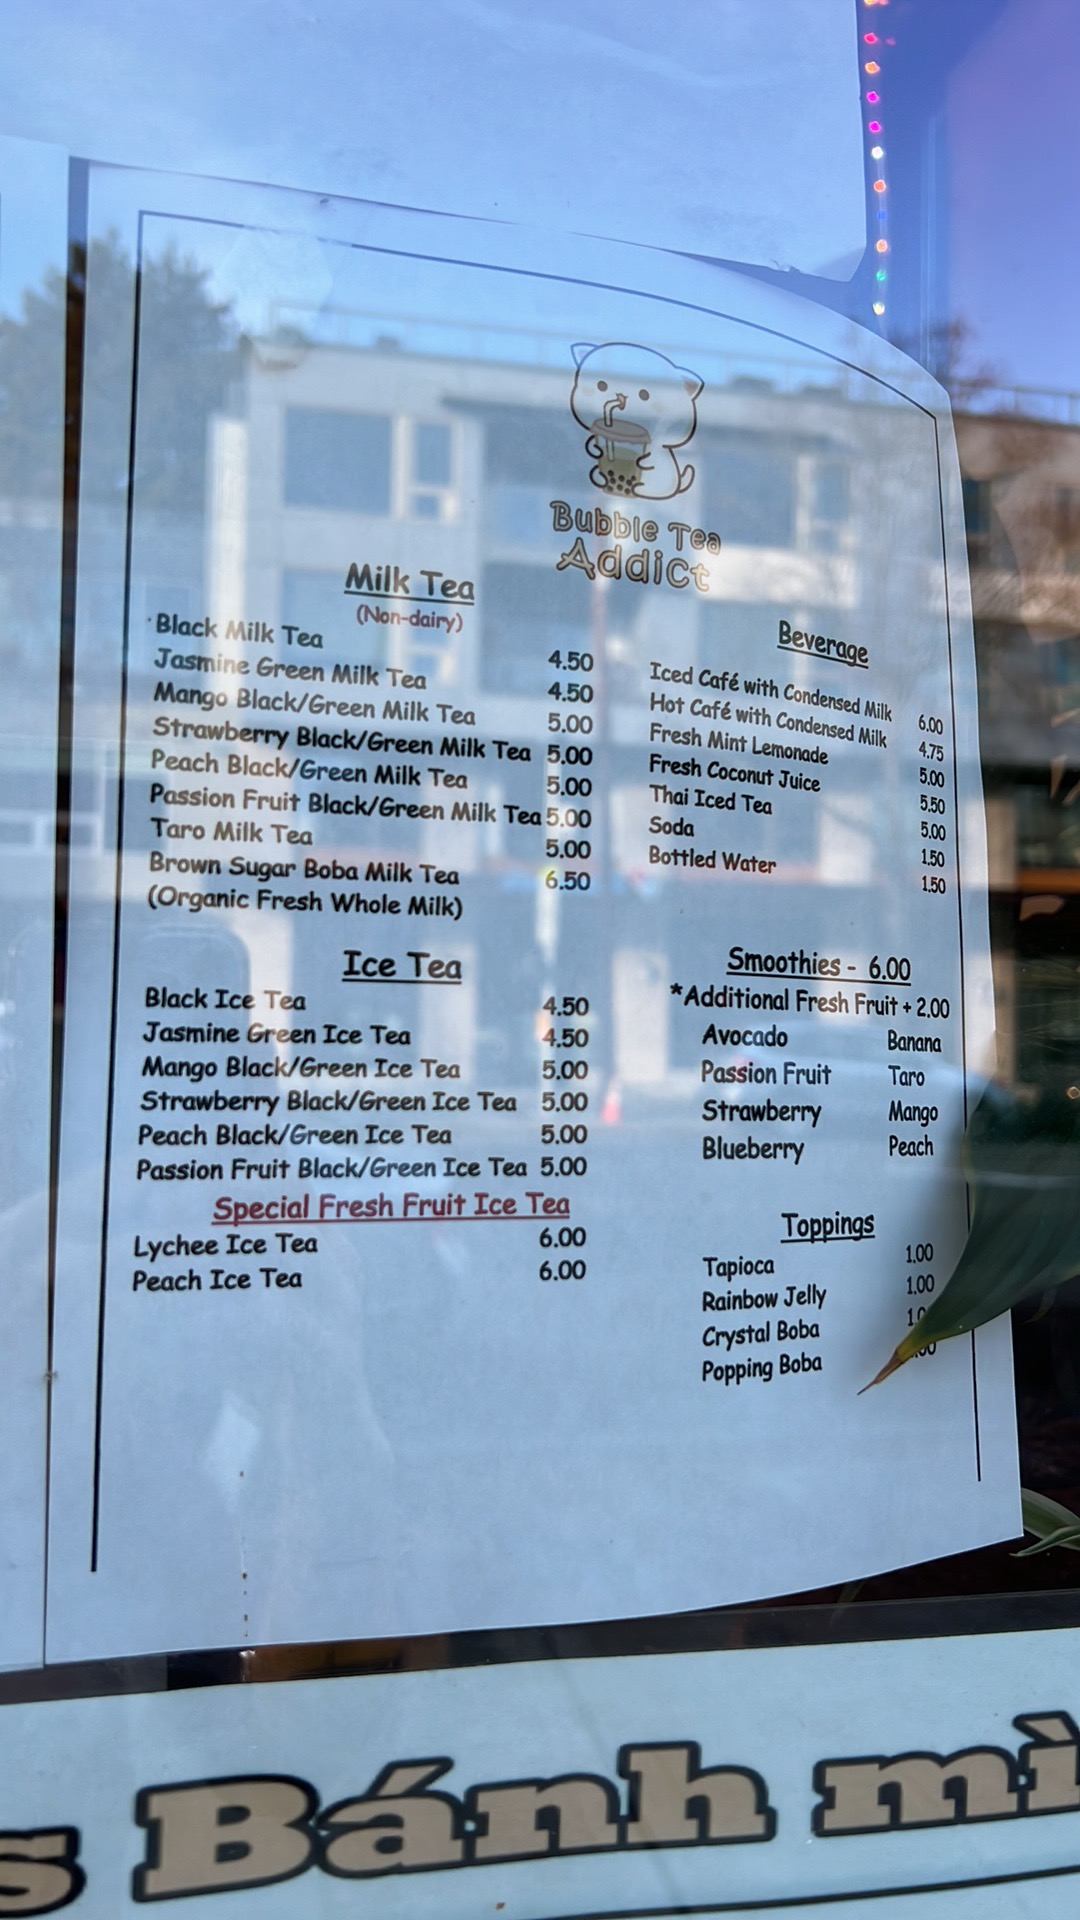 Bubble Tea
Addict
Milk Tea
(Non-dairy)
Black Milk Tea 4.50
Jasmine Green Milk Tea 4.50
Mango Black/Green Milk Tea 5.00
Strawberry Black/Green Milk Tea 5.00
Peach Black/Green Milk Tea 5.00
Passion Fruit Black/Green Milk Tea 5.00
Taro Milk Tea 5.00
Brown Sugar Boba Milk Tea 6.50
(Organic Fresh Whole Milk)
Ice Tea
Black Ice Tea 4.50
Jasmine Green Ice Tea 4.50
Mango Black/Green Ice Tea 5.00
Strawberry Black/Green Ice Tea 5.00
Peach Black/Green Ice Tea 5.00
Passion Fruit Black/Green Ice Tea 5.00
Special Fresh Fruit Ice Tea
Lychee Ice Tea 6.00
Peach Ice Tea 6.00
Beverage
Iced Café with Condensed Milk 6.00
Hot Café with Condensed Milk 4.75
Fresh Mint Lemonade 5.00
Fresh Coconut Juice 5.50
Thai Iced Tea 5.00
Soda 1.50
Bottled Water 1.50
Smoothies - 6.00
*Additional Fresh Fruit + 2.00
Avocado Banana
Passion Fruit Taro
Strawberry Mango
Blueberry Peach
Toppings
Tapioca 1.00
Rainbow Jelly 1.00
Crystal Boba
Popping Boba
s Bánh mì